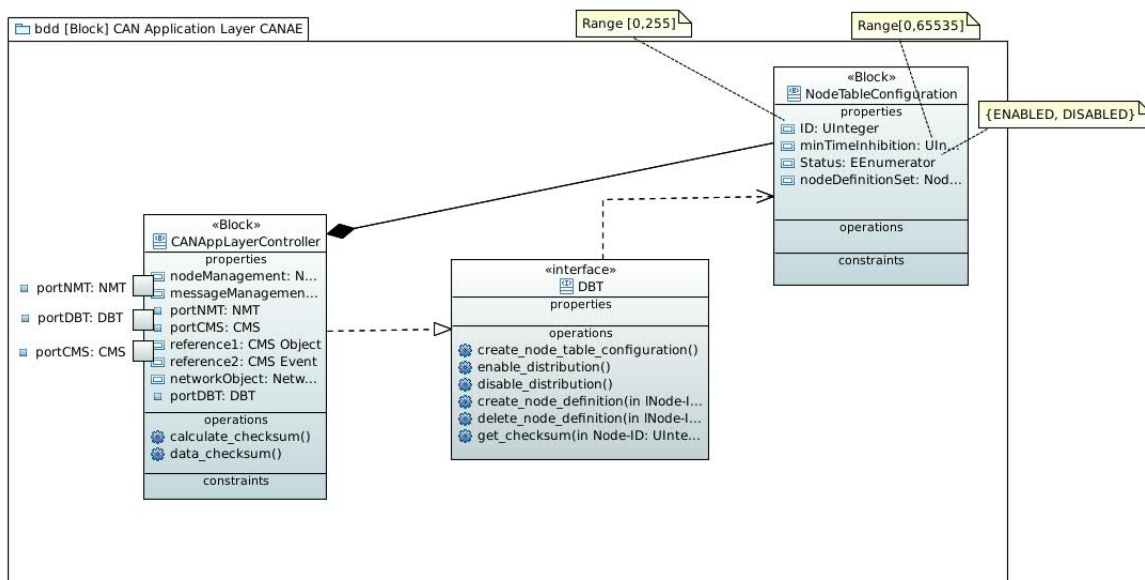 bdd [Block] CAN Application Layer CANAE
Range [0,255]
Range[0,65535]
{ENABLED, DISABLED}
«Block»
NodeTableConfiguration
properties
ID: UInteger
minTimeInhibition: UIn...
Status: EEnumerator
nodeDefinitionSet: Nod...
operations
constraints
«Block»
CANAppLayerController
properties
nodeManagement: N...
messageManagemen...
portNMT: NMT
portCMS: CMS
reference1: CMS Object
reference2: CMS Event
networkObject: Netw...
portDBT: DBT
operations
calculate_checksum()
data_checksum()
constraints
portNMT: NMT
portDBT: DBT
portCMS: CMS
«interface»
DBT
properties
operations
create_node_table_configuration()
enable_distribution()
disable_distribution()
create_node_definition(in lNode-I...
delete_node_definition(in lNode-I...
get_checksum(in Node-ID: UInte...